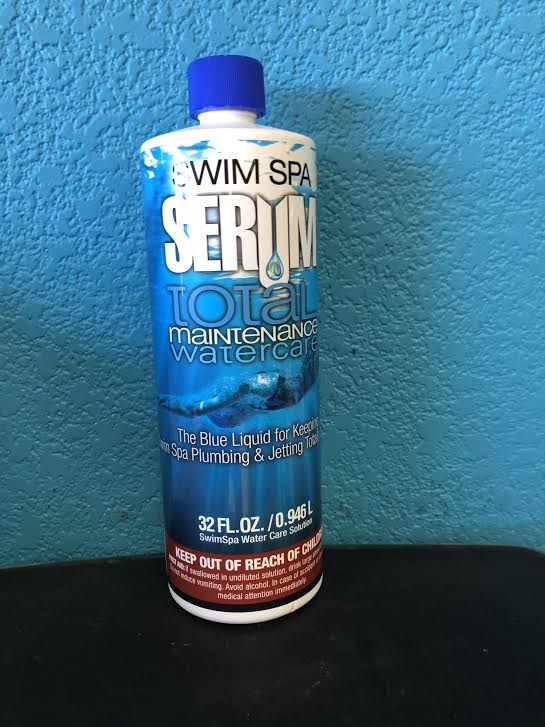 SWIM SPA
SERUM
TOTAL
maintenance
watercare
The Blue Liquid for Keeping
Spa Plumbing & Jetting
32 FL.OZ. / 0.946 L
SwimSpa Water Care Solution
KEEP OUT OF REACH OF
If swallowed in undiluted solution, drink
induce vomiting. Avoid alcohol. In case of
medical attention immediately.